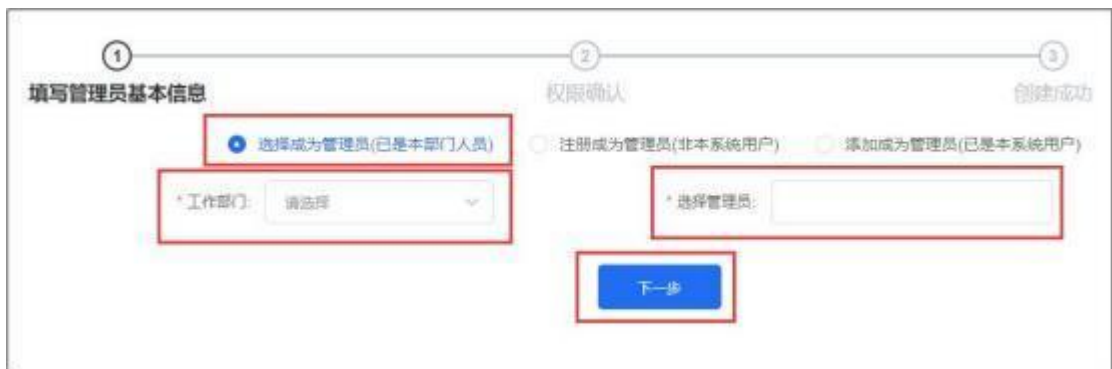 1 2 3
填写管理员基本信息 权限确认 创建成功
选择成为管理员(已是本部门人员) 注册成为管理员(非本系统用户) 添加成为管理员(已是本系统用户)
*工作部门: 请选择 *选择管理员:
下一步